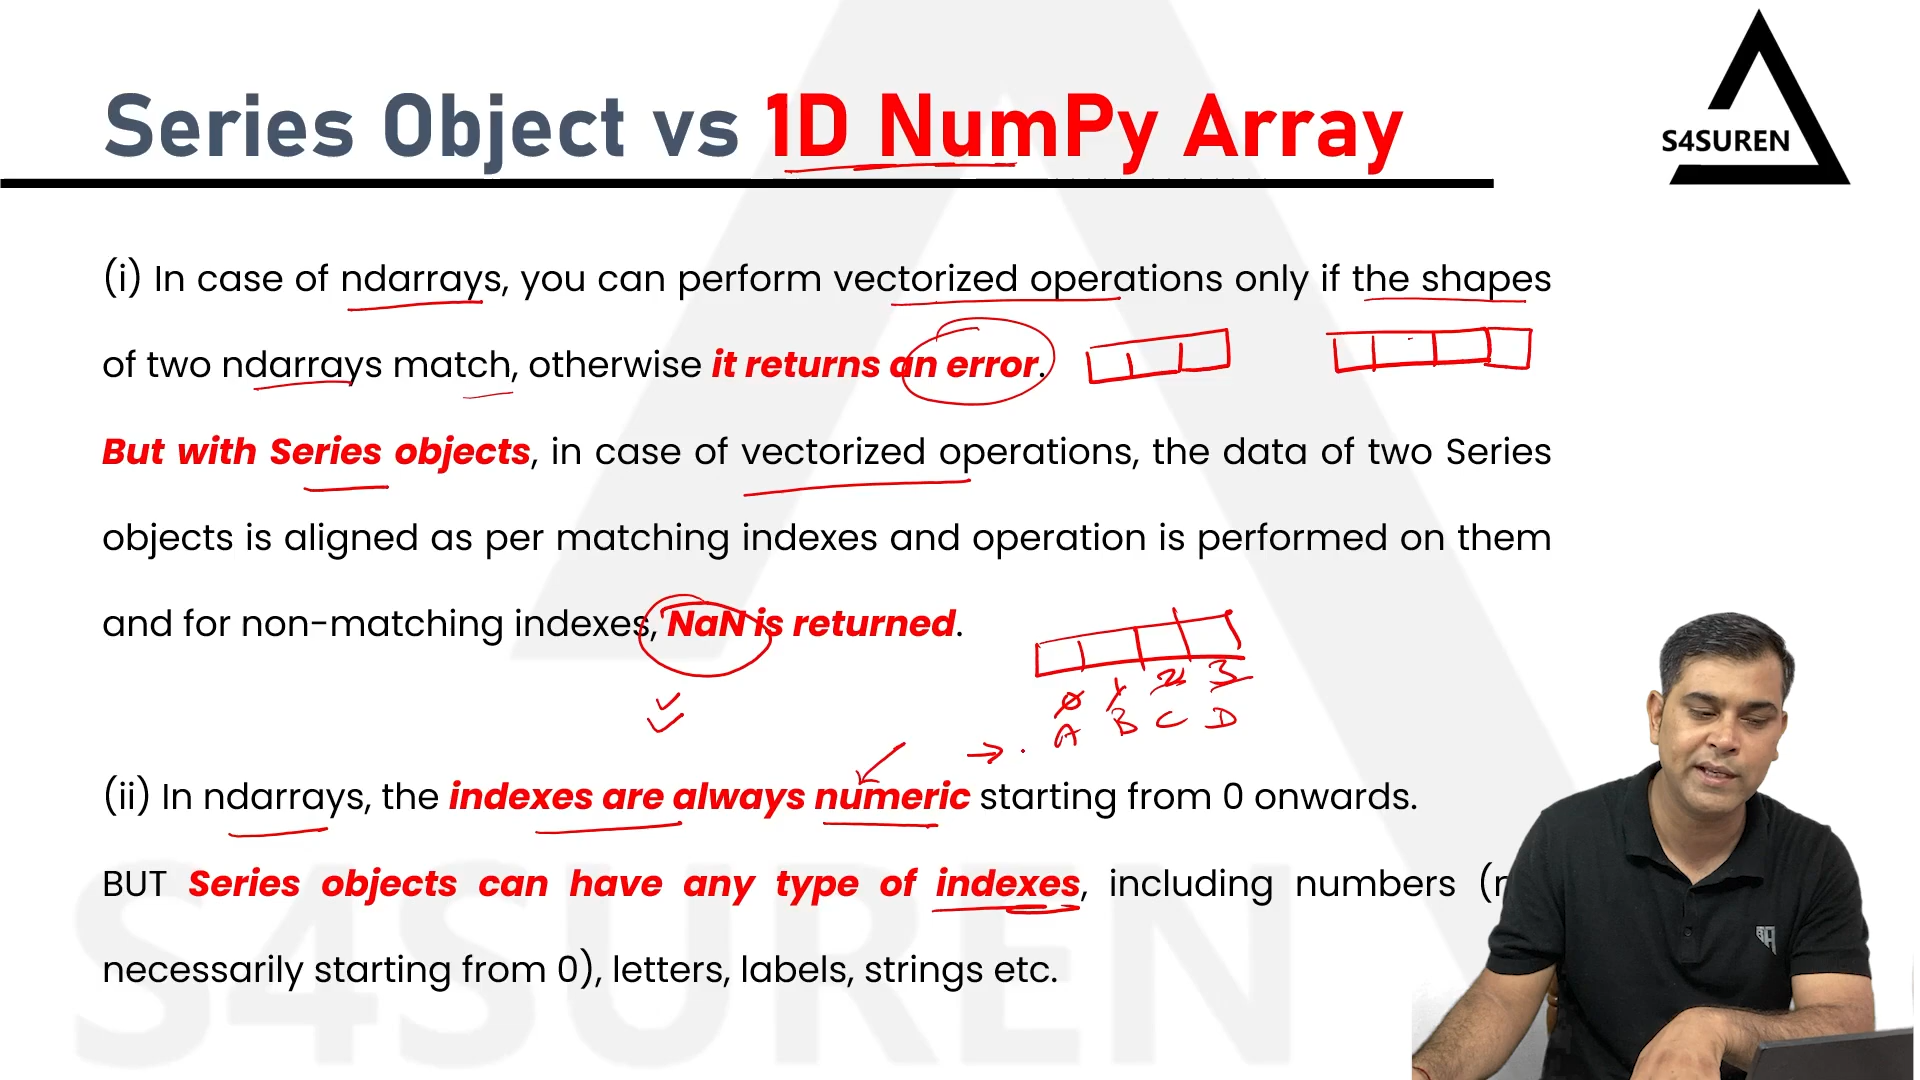 Series Object vs 1D NumPy Array
S4SUREN
(i) In case of ndarrays, you can perform vectorized operations only if the shapes
of two ndarrays match, otherwise it returns an error.
But with Series objects, in case of vectorized operations, the data of two Series
objects is aligned as per matching indexes and operation is performed on them
and for non-matching indexes, NaN is returned.
0 1 2 3
A B C D
(ii) In ndarrays, the indexes are always numeric starting from 0 onwards.
BUT Series objects can have any type of indexes, including numbers (
necessarily starting from 0), letters, labels, strings etc.
S4SUREN